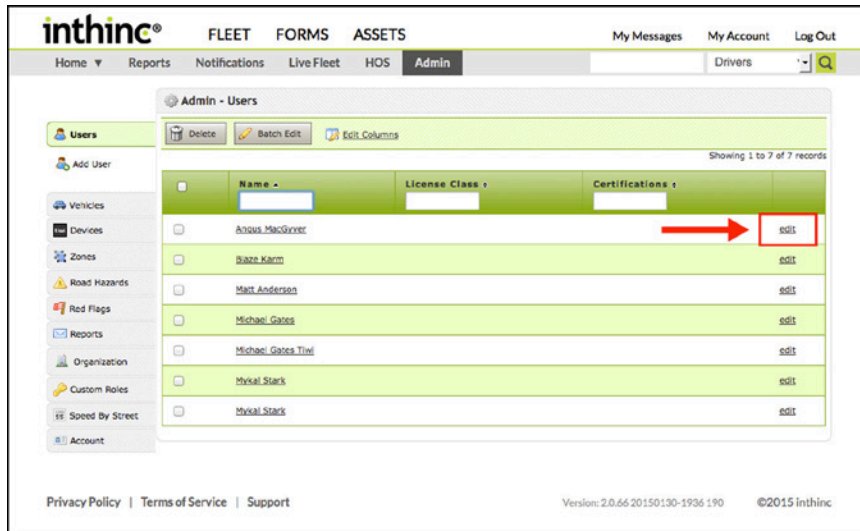 inthinc®
FLEET FORMS ASSETS
My Messages My Account Log Out
Home ▼ Reports Notifications Live Fleet HOS Admin
Drivers
Admin - Users
Users
Add User
Vehicles
Devices
Zones
Road Hazards
Red Flags
Reports
Organization
Custom Roles
Speed By Street
Account
Delete Batch Edit Edit Columns
Showing 1 to 7 of 7 records
Name License Class Certifications
Angus MacGyver edit
Blaze Karm edit
Matt Anderson edit
Michael Gates edit
Michael Gates Tiwi edit
Mykal Stark edit
Mykal Stark edit
Privacy Policy | Terms of Service | Support
Version: 2.0.66 20150130-1936 190 ©2015 inthinc